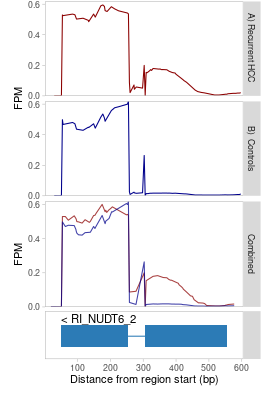 0.6
0.4
0.2
0.0
FPM
A) Recurrent HCC
0.6
0.4
0.2
0.0
FPM
B): Controls
0.6
0.4
0.2
0.0
FPM
Combined
< RI_NUDT6_2
100 200 300 400 500 600
Distance from region start (bp)